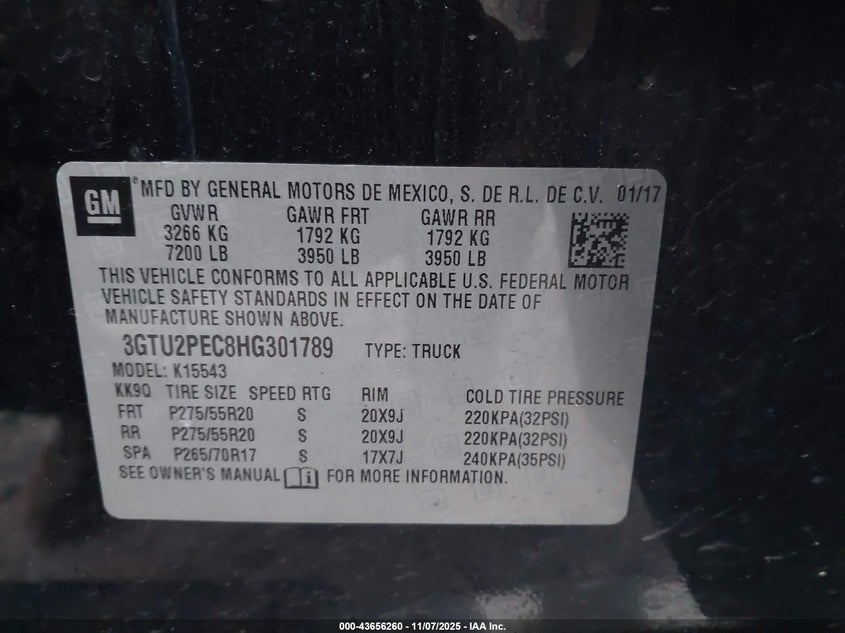 GM
®MFD BY GENERAL MOTORS DE MEXICO, S. DE R.L. DE C.V. 01/17
GVWR GAWR FRT GAWR RR
3266 KG 1792 KG 1792 KG
7200 LB 3950 LB 3950 LB
THIS VEHICLE CONFORMS TO ALL APPLICABLE U.S. FEDERAL MOTOR
VEHICLE SAFETY STANDARDS IN EFFECT ON THE DATE OF
MANUFACTURE SHOWN ABOVE.
3GTU2PEC8HG301789 TYPE: TRUCK
MODEL: K15543
KK9Q TIRE SIZE SPEED RTG RIM COLD TIRE PRESSURE
FRT P275/55R20 S 20X9J 220KPA(32PSI)
RR P275/55R20 S 20X9J 220KPA(32PSI)
SPA P265/70R17 S 17X7J 240KPA(35PSI)
SEE OWNER'S MANUAL FOR MORE INFORMATION.
000-43656260 - 11/07/2025 - IAA Inc.